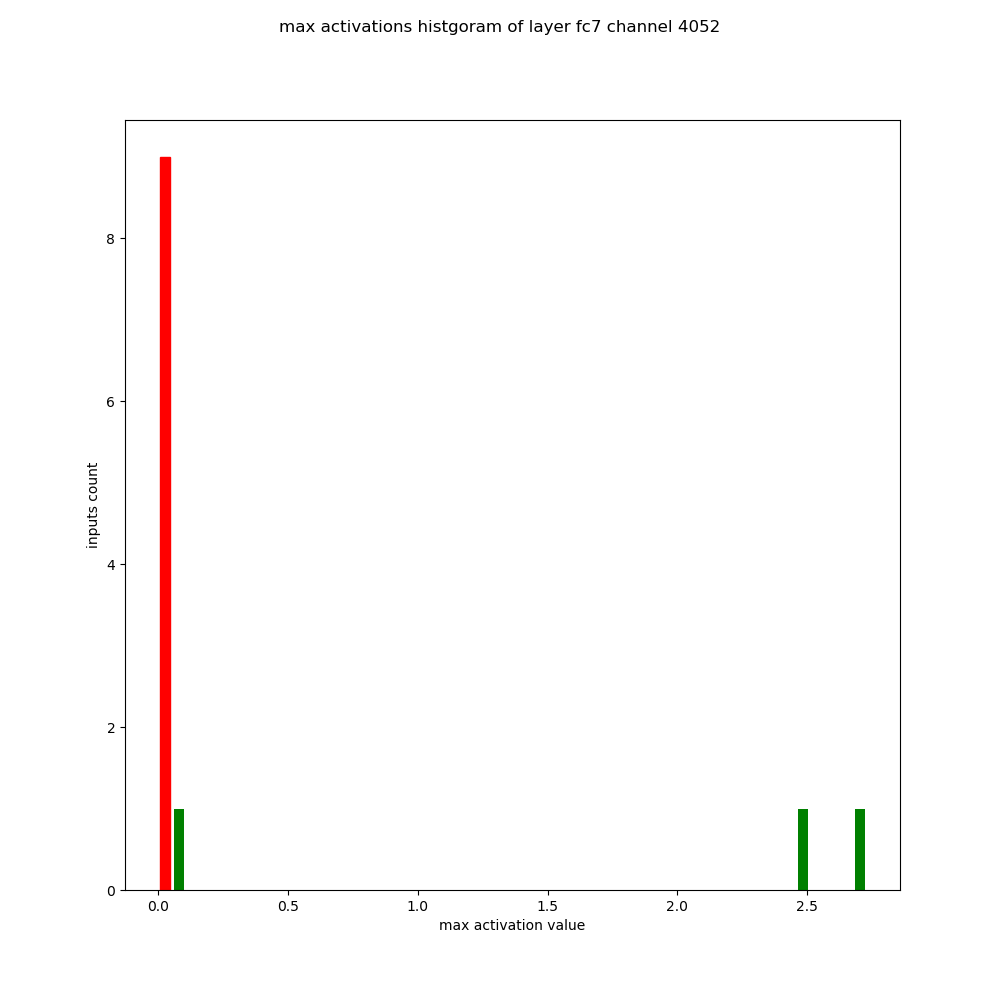 max activations histgoram of layer fc7 channel 4052
8
6
4
2
0
inputs count
0.0 0.5 1.0 1.5 2.0 2.5
max activation value